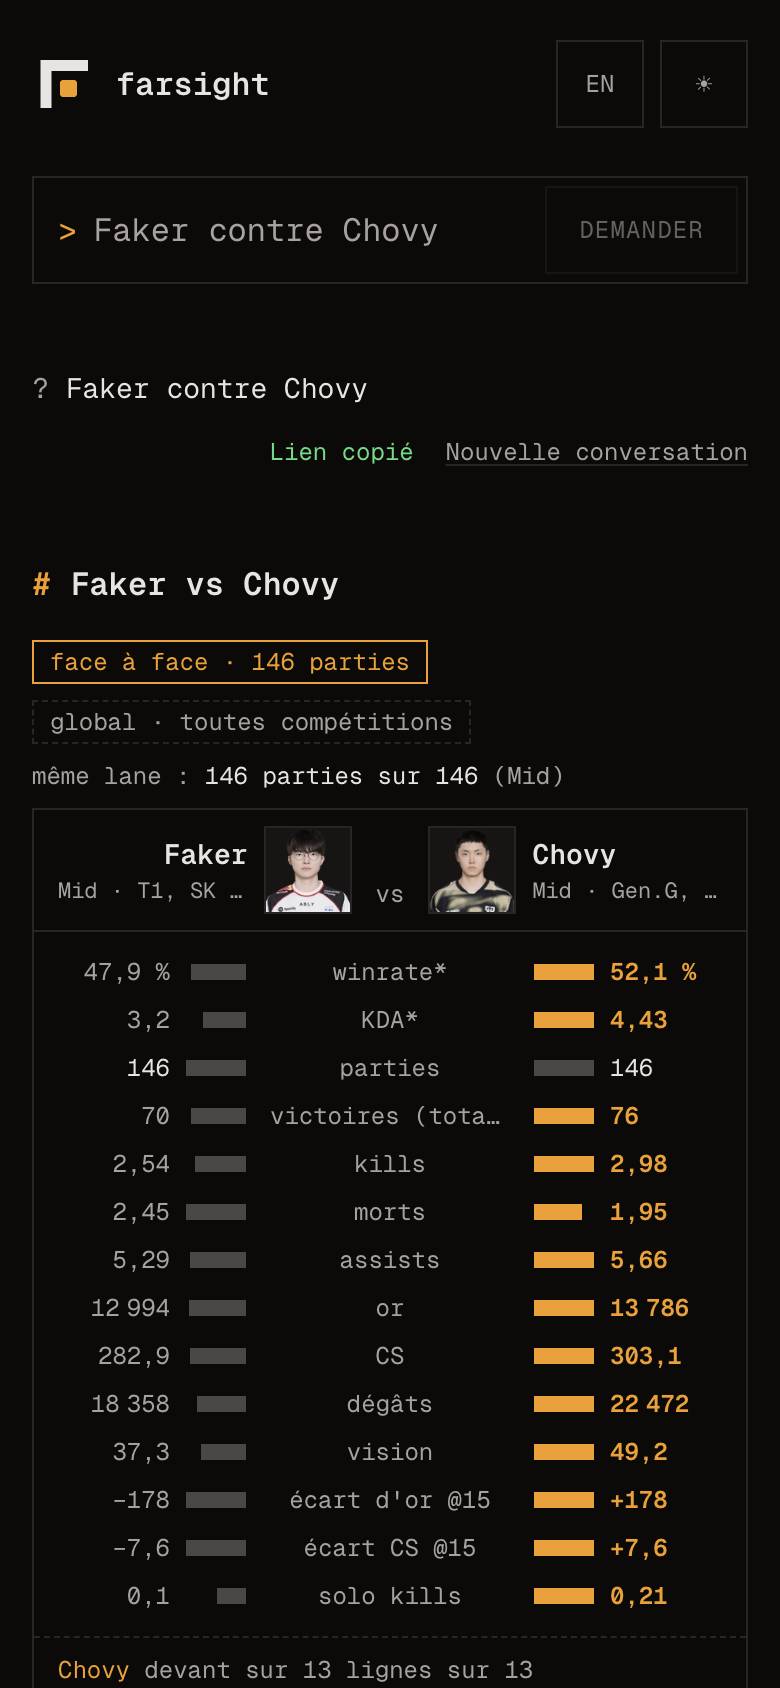 farsight
EN
☀
> Faker contre Chovy
DEMANDER
? Faker contre Chovy
Lien copié Nouvelle conversation
# Faker vs Chovy
face à face · 146 parties
global · toutes compétitions
même lane : 146 parties sur 146 (Mid)
Faker vs Chovy
Mid · T1, SK … Mid · Gen.G, …
47,9 % winrate* 52,1 %
3,2 KDA* 4,43
146 parties 146
70 victoires (tota… 76
2,54 kills 2,98
2,45 morts 1,95
5,29 assists 5,66
12 994 or 13 786
282,9 CS 303,1
18 358 dégâts 22 472
37,3 vision 49,2
−178 écart d'or @15 +178
−7,6 écart CS @15 +7,6
0,1 solo kills 0,21
Chovy devant sur 13 lignes sur 13